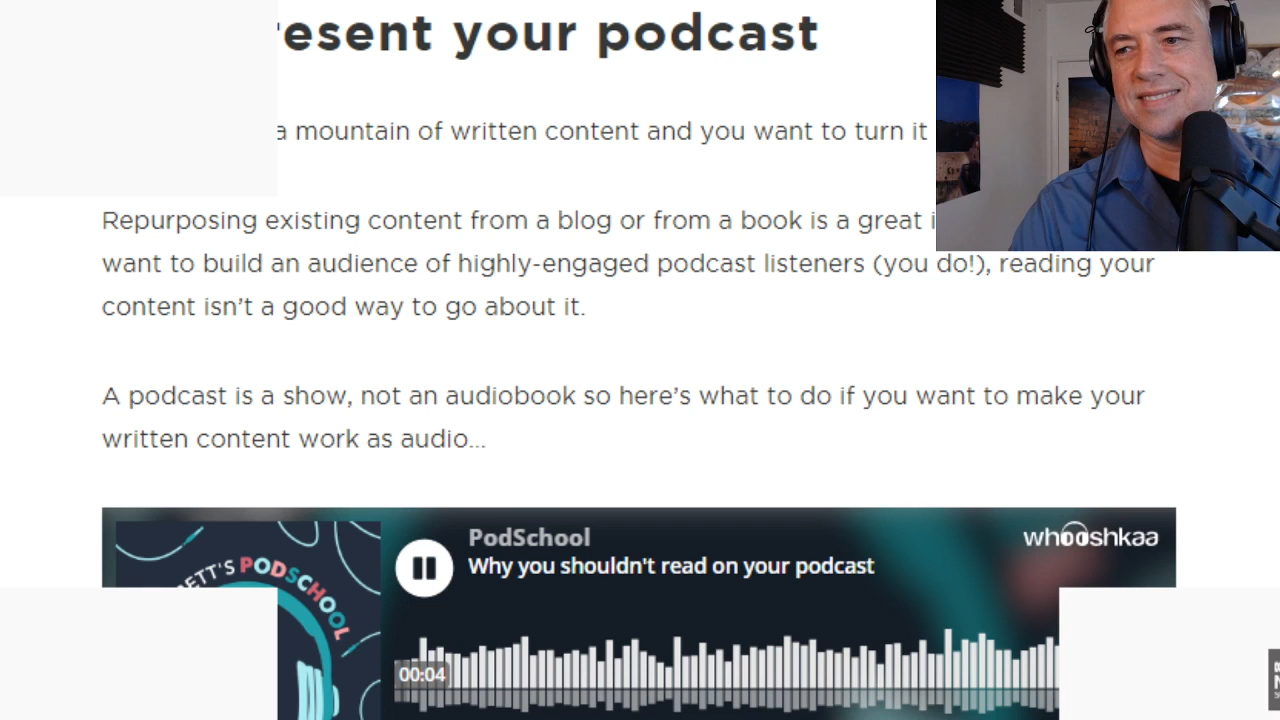 resent your podcast
a mountain of written content and you want to turn it
Repurposing existing content from a blog or from a book is a great
want to build an audience of highly-engaged podcast listeners (you do!), reading your
content isn't a good way to go about it.
A podcast is a show, not an audiobook so here's what to do if you want to make your
written content work as audio...
PodSchool
whooshkaa
Why you shouldn't read on your podcast
ETT'S PODSCHOOL
00:04